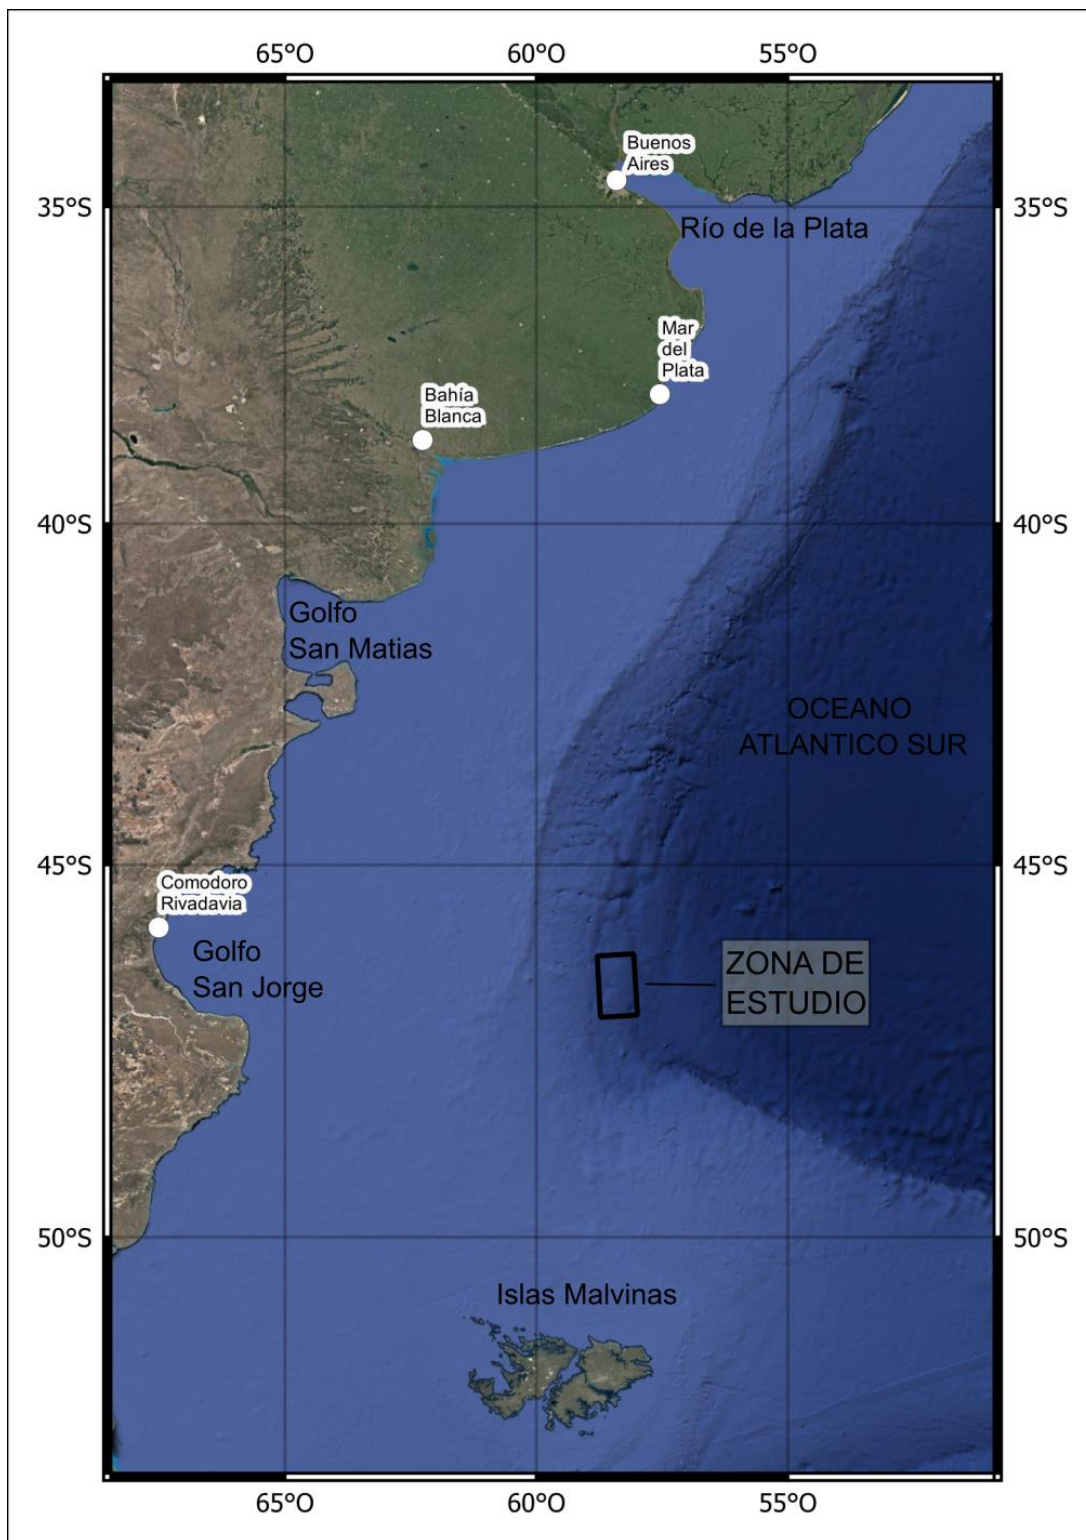 65°O 60°O 55°O
Buenos
Aires
35°S 35°S
Río de la Plata
Mar
del
Plata
Bahía
Blanca
40°S 40°S
Golfo
San Matias
OCEANO
ATLANTICO SUR
45°S 45°S
Comodoro
Rivadavia
Golfo
San Jorge
ZONA DE
ESTUDIO
50°S 50°S
Islas Malvinas
65°O 60°O 55°O